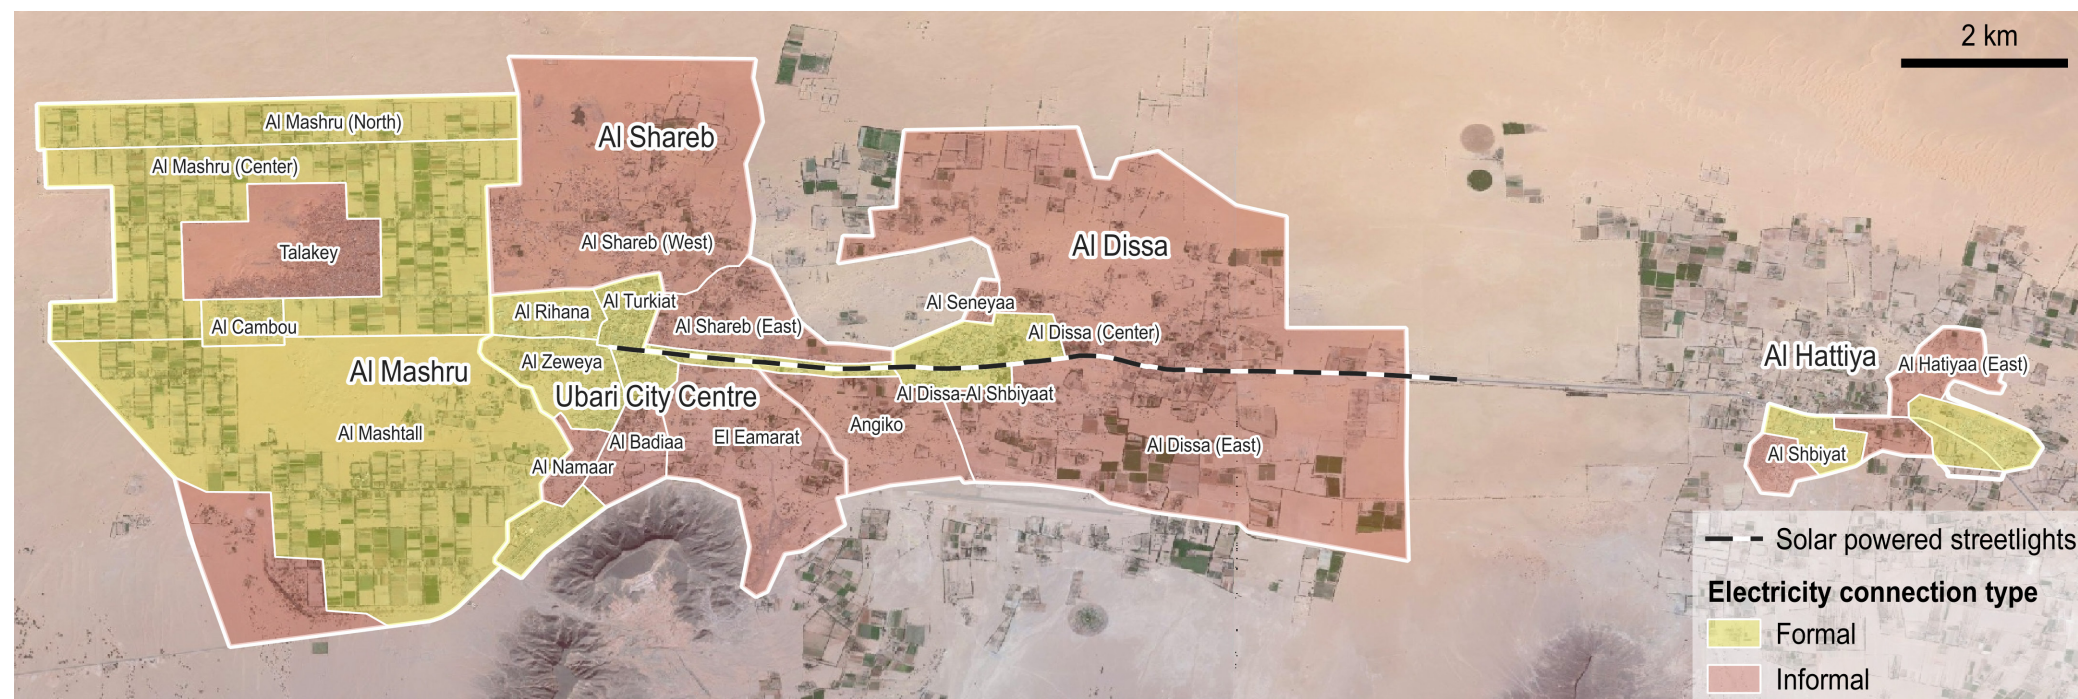 2 km
Al Mashru (North)
Al Shareb
Al Mashru (Center)
Talakey
Al Shareb (West)
Al Dissa
Al Rihana
Al Turkiat
Al Seneyaa
Al Cambou
Al Shareb (East)
Al Dissa (Center)
Al Zeweya
Al Mashru
Al Hattiya
Al Hatiyaa (East)
Ubari City Centre
Al Dissa-Al Shbiyaat
Al Mashtall
Al Badiaa
El Eamarat
Angiko
Al Dissa (East)
Al Namaar
Al Shbiyat
Solar powered streetlights
Electricity connection type
Formal
Informal